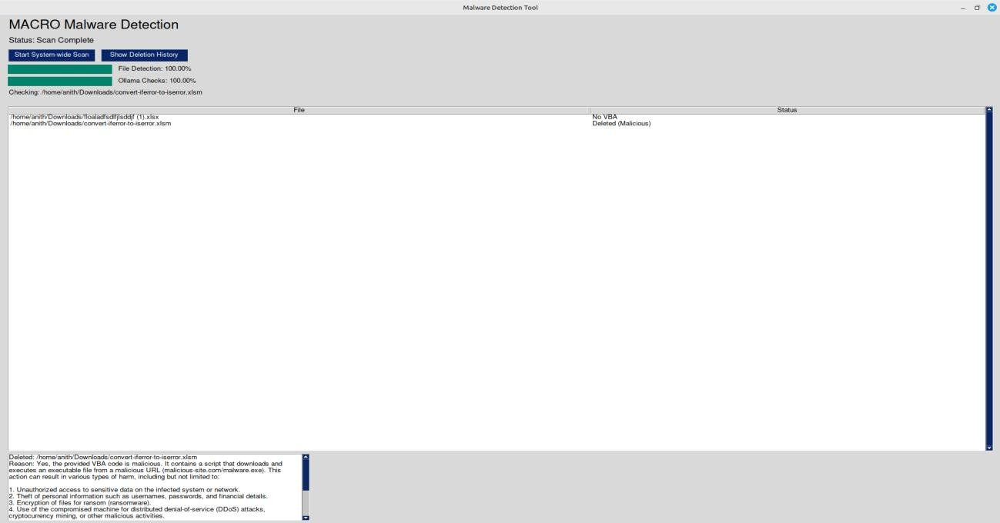 Malware Detection Tool
MACRO Malware Detection
Status: Scan Complete
Start System-wide Scan Show Deletion History
File Detection: 100.00%
Ollama Checks: 100.00%
Checking: /home/anith/Downloads/convert-iferror-to-iserror.xlsm
File Status
/home/anith/Downloads/floaladfsdlfjlsddjf (1).xlsx No VBA
/home/anith/Downloads/convert-iferror-to-iserror.xlsm Deleted (Malicious)
Deleted: /home/anith/Downloads/convert-iferror-to-iserror.xlsm
Reason: Yes, the provided VBA code is malicious. It contains a script that downloads and
executes an executable file from a malicious URL (malicious-site.com/malware.exe). This
action can result in various types of harm, including but not limited to:
1. Unauthorized access to sensitive data on the infected system or network.
2. Theft of personal information such as usernames, passwords, and financial details.
3. Encryption of files for ransom (ransomware).
4. Use of the compromised machine for distributed denial-of-service (DDoS) attacks,
cryptocurrency mining, or other malicious activities.